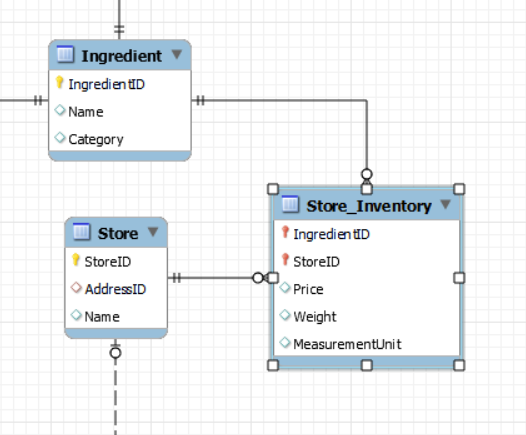 Ingredient
IngredientID
Name
Category
Store
StoreID
AddressID
Name
Store_Inventory
IngredientID
StoreID
Price
Weight
MeasurementUnit